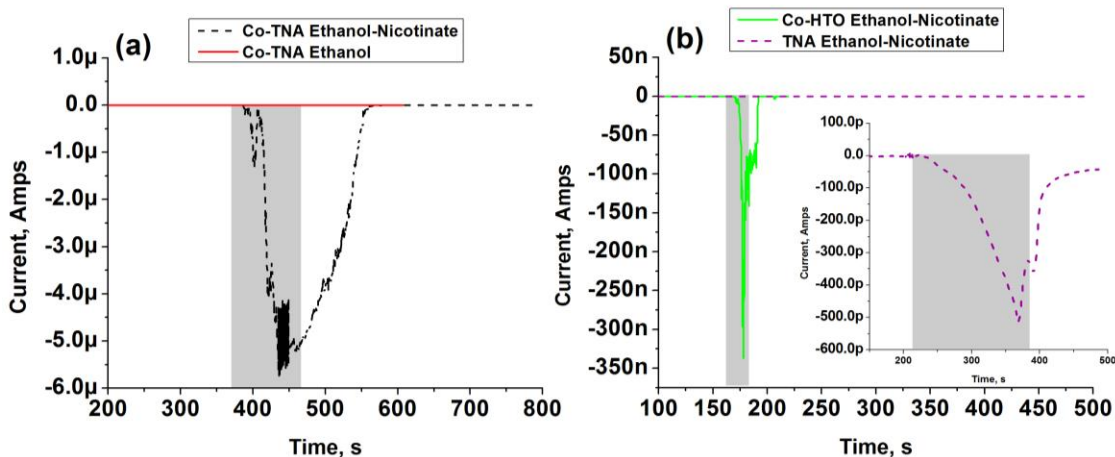 Co-TNA Ethanol-Nicotinate
Co-TNA Ethanol
(a)
1.0µ
0.0
-1.0µ
-2.0µ
-3.0µ
-4.0µ
-5.0µ
-6.0µ
Current, Amps
200 300 400 500 600 700 800
Time, s
Co-HTO Ethanol-Nicotinate
TNA Ethanol-Nicotinate
(b)
50n
0
-50n
-100n
-150n
-200n
-250n
-300n
-350n
Current, Amps
100 150 200 250 300 350 400 450 500
Time, s
100.0p
0.0
-100.0p
-200.0p
-300.0p
-400.0p
-500.0p
-600.0p
Current, Amps
200 300 400 500
Time, s